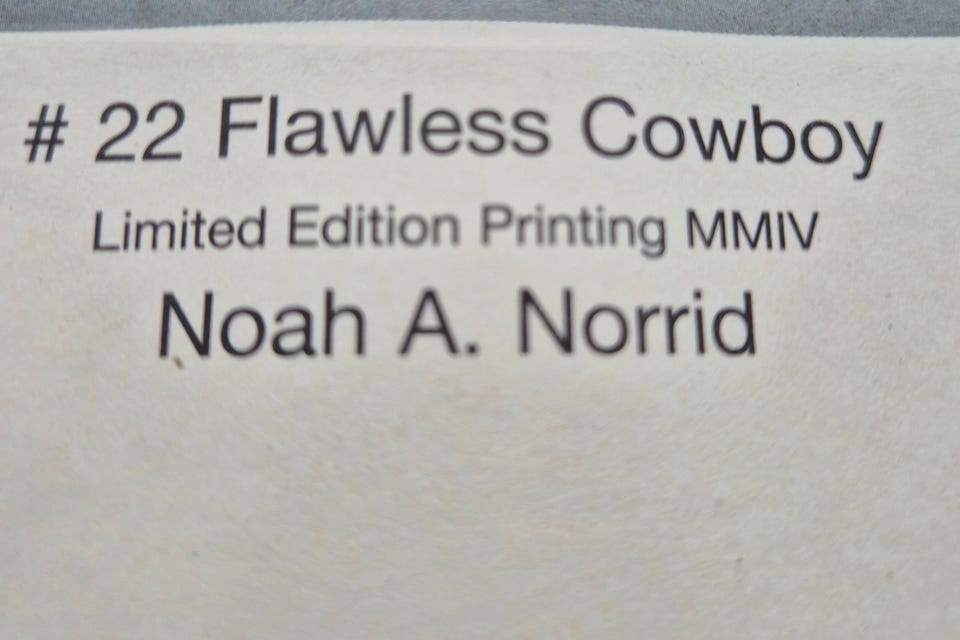 # 22 Flawless Cowboy
Limited Edition Printing MMIV
Noah A. Norrid